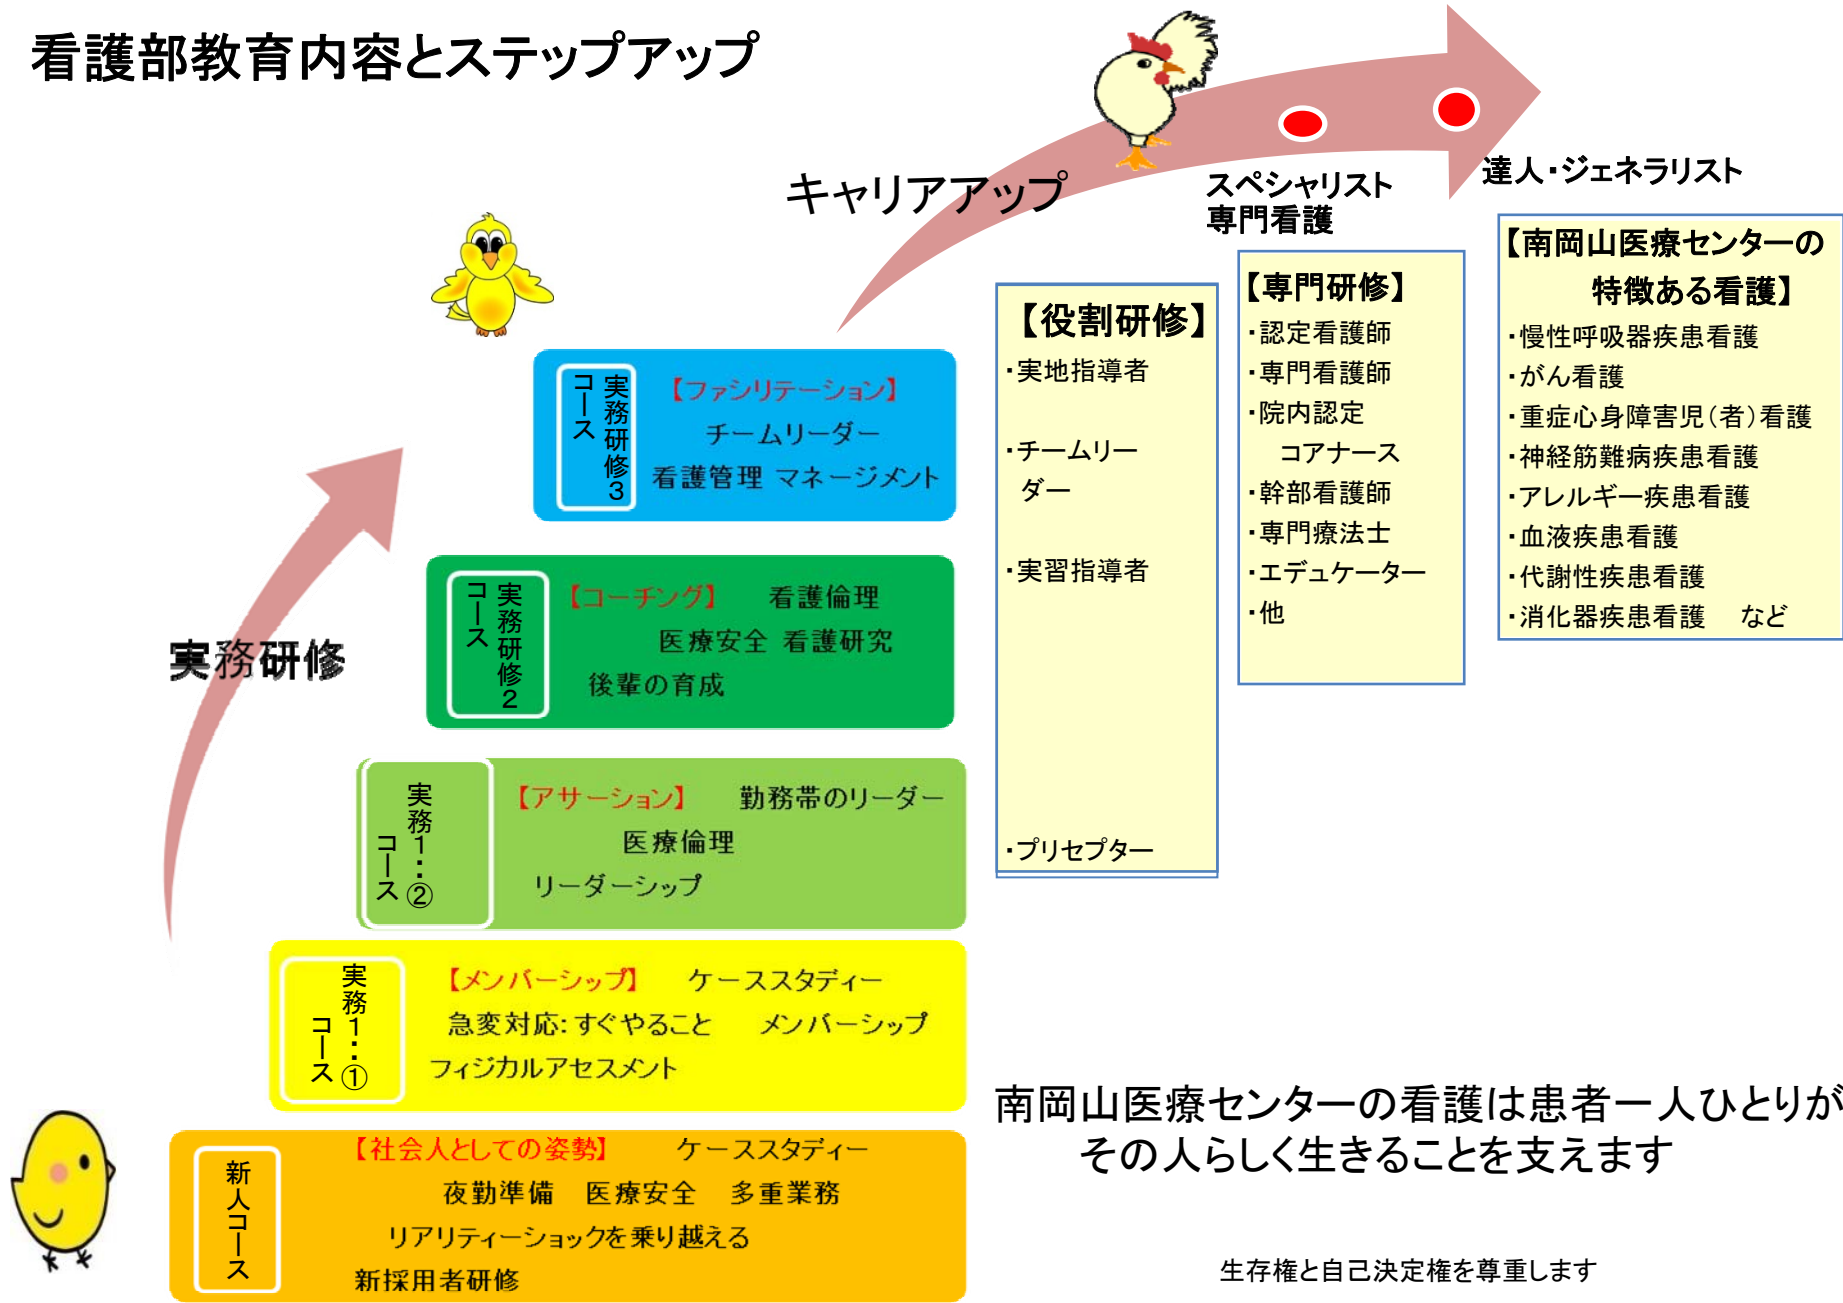 看護部教育内容とステップアップ
キャリアアップ
スペシャリスト
専門看護
達人・ジェネラリスト
実務研修
実務研修3
コース
【ファシリテーション】
チームリーダー
看護管理 マネージメント
実務研修2
コース
【コーチング】 看護倫理
医療安全 看護研究
後輩の育成
実務1:②
コース
【アサーション】 勤務帯のリーダー
医療倫理
リーダーシップ
実務1:①
コース
【メンバーシップ】 ケーススタディー
急変対応:すぐやること メンバーシップ
フィジカルアセスメント
新人コース
【社会人としての姿勢】 ケーススタディー
夜勤準備 医療安全 多重業務
リアリティーショックを乗り越える
新採用者研修
【役割研修】
・実地指導者
・チームリー
ダー
・実習指導者
・プリセプター
【専門研修】
・認定看護師
・専門看護師
・院内認定
コアナース
・幹部看護師
・専門療法士
・エデュケーター
・他
【南岡山医療センターの
特徴ある看護】
・慢性呼吸器疾患看護
・がん看護
・重症心身障害児(者)看護
・神経筋難病疾患看護
・アレルギー疾患看護
・血液疾患看護
・代謝性疾患看護
・消化器疾患看護 など
南岡山医療センターの看護は患者一人ひとりが
その人らしく生きることを支えます
生存権と自己決定権を尊重します